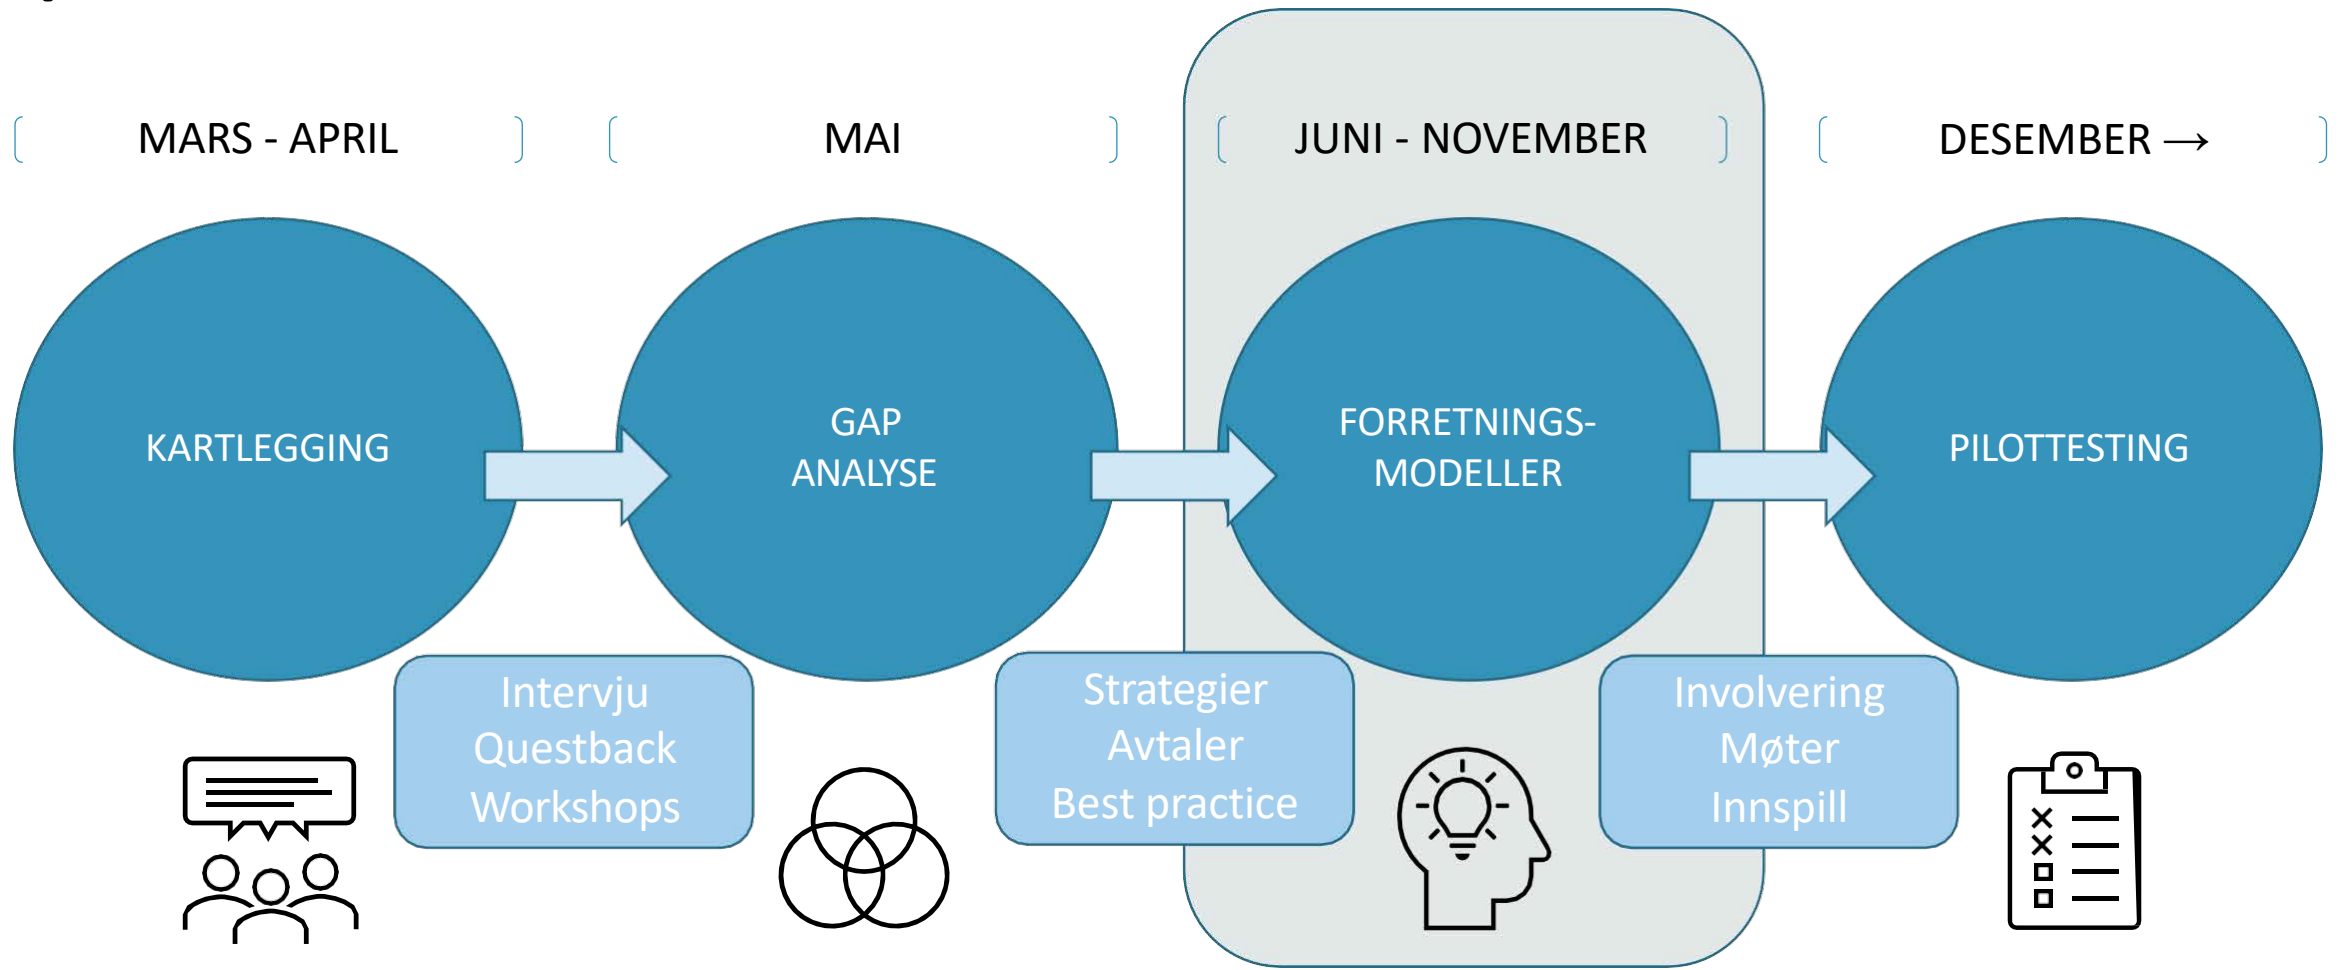 MARS - APRIL
MAI
JUNI - NOVEMBER
DESEMBER →
KARTLEGGING
GAP
ANALYSE
FORRETNINGS-
MODELLER
PILOTTESTING
Intervju
Questback
Workshops
Strategier
Avtaler
Best practice
Involvering
Møter
Innspill